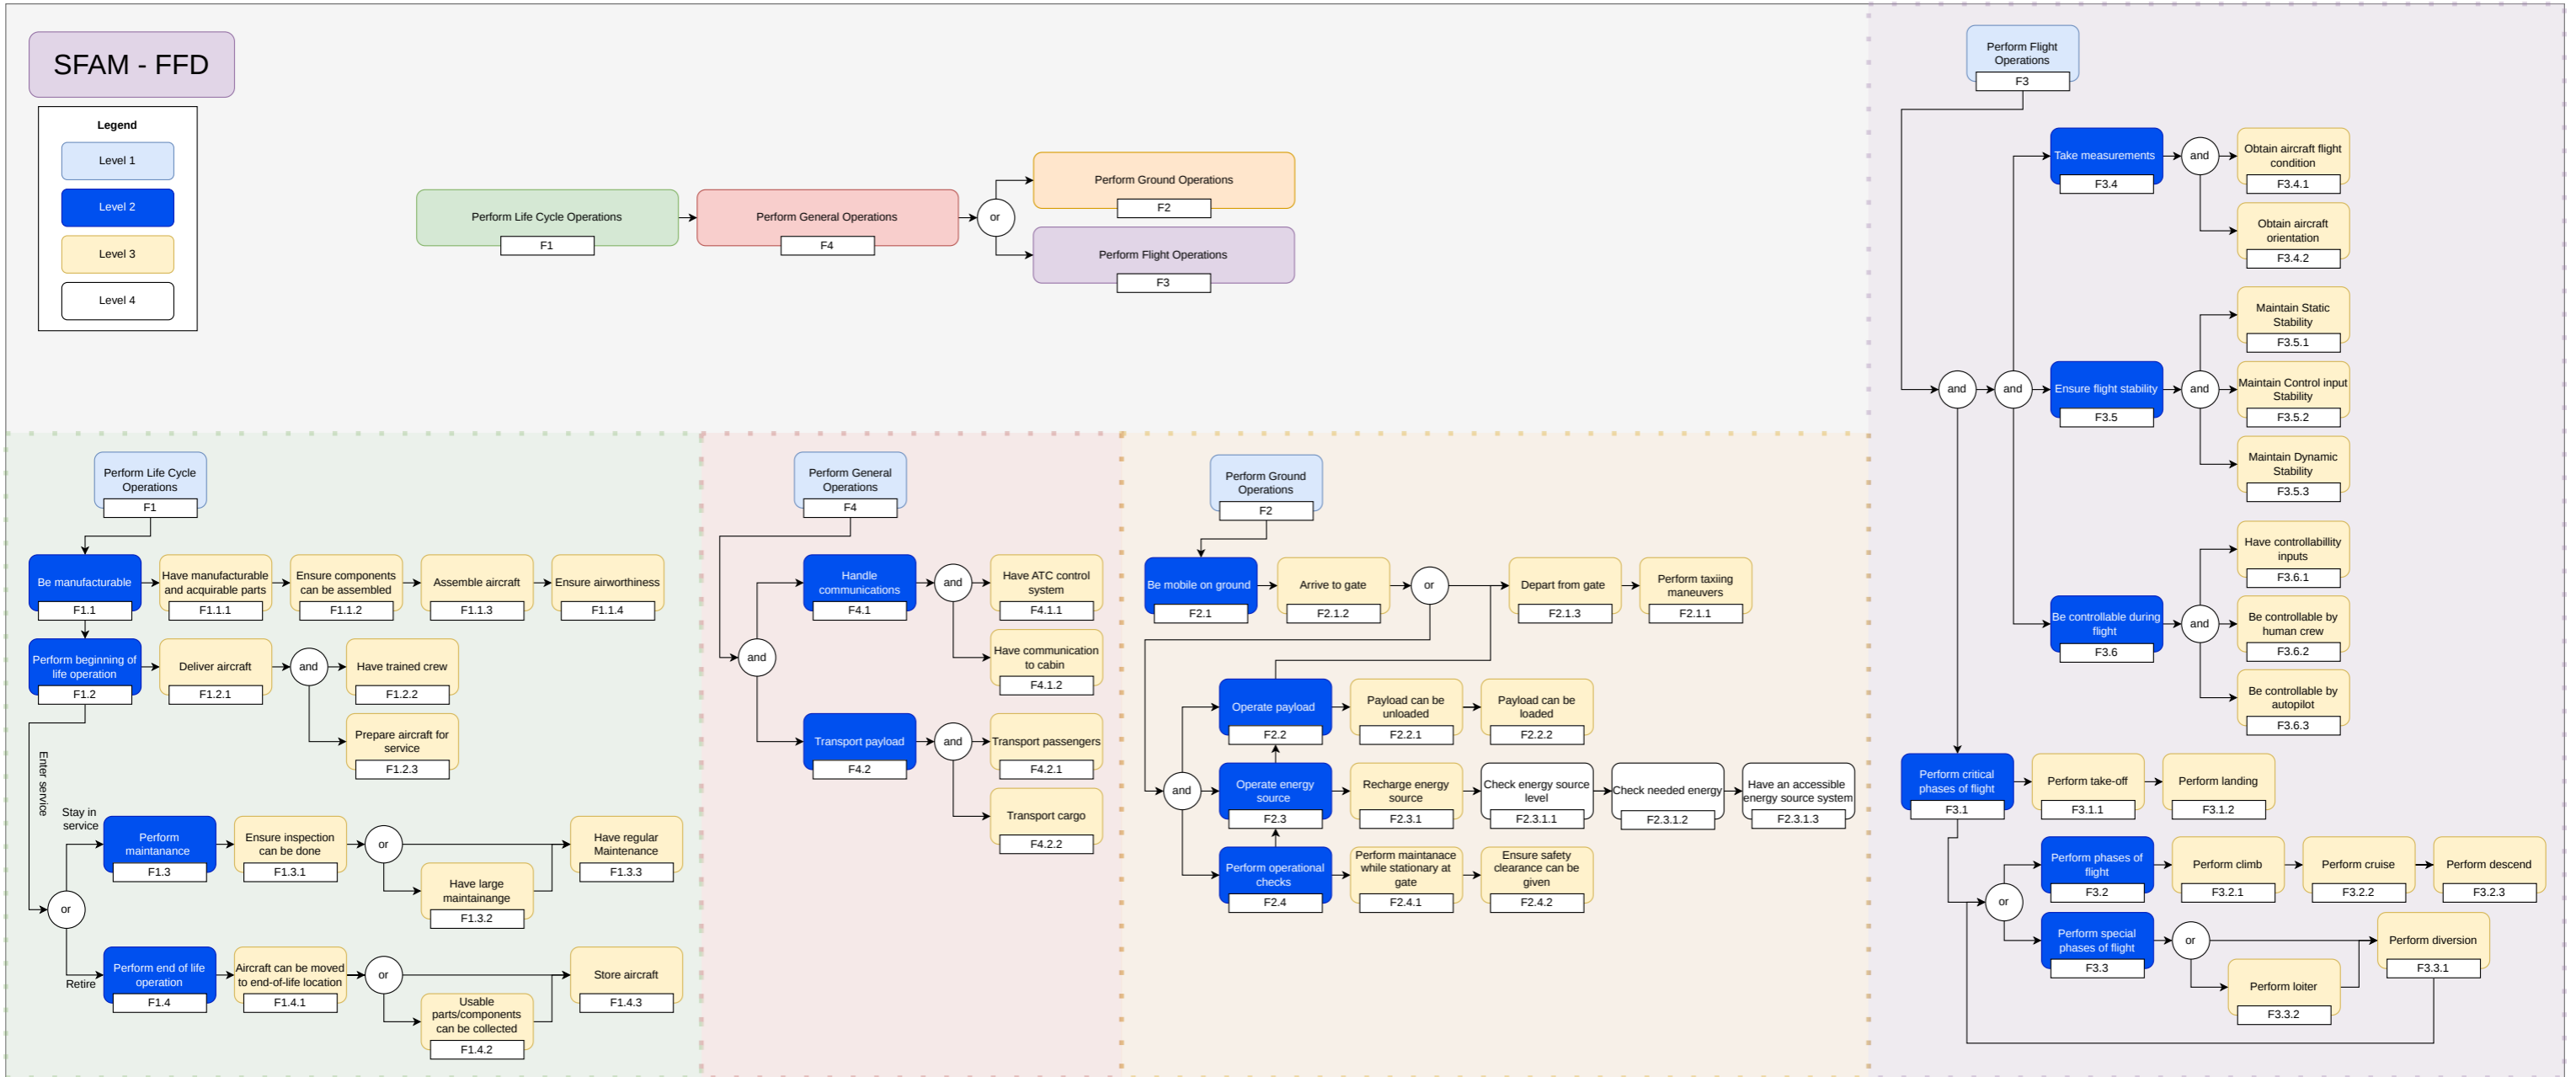 SFAM - FFD
Legend
Level 1
Level 2
Level 3
Level 4
Perform Life Cycle Operations
F1
Perform General Operations
F4
or
Perform Ground Operations
F2
Perform Flight Operations
F3
Perform Life Cycle
Operations
F1
Be manufacturable
F1.1
Have manufacturable
and acquirable parts
F1.1.1
Ensure components
can be assembled
F1.1.2
Assemble aircraft
F1.1.3
Ensure airworthiness
F1.1.4
Perform beginning of
life operation
F1.2
Deliver aircraft
F1.2.1
and
Have trained crew
F1.2.2
Prepare aircraft for
service
F1.2.3
Enter service
Stay in
service
or
Retire
Perform
maintanance
F1.3
Ensure inspection
can be done
F1.3.1
or
Have large
maintainange
F1.3.2
Have regular
Maintenance
F1.3.3
Perform end of life
operation
F1.4
Aircraft can be moved
to end-of-life location
F1.4.1
or
Usable
parts/components
can be collected
F1.4.2
Store aircraft
F1.4.3
Perform General
Operations
F4
and
Handle
communications
F4.1
and
Have ATC control
system
F4.1.1
Have communication
to cabin
F4.1.2
Transport payload
F4.2
and
Transport passengers
F4.2.1
Transport cargo
F4.2.2
Perform Ground
Operations
F2
Be mobile on ground
F2.1
Arrive to gate
F2.1.2
or
Depart from gate
F2.1.3
Perform taxiing
maneuvers
F2.1.1
and
Operate payload
F2.2
Payload can be
unloaded
F2.2.1
Payload can be
loaded
F2.2.2
Operate energy
source
F2.3
Recharge energy
source
F2.3.1
Check energy source
level
F2.3.1.1
Check needed energy
F2.3.1.2
Have an accessible
energy source system
F2.3.1.3
Perform operational
checks
F2.4
Perform maintanace
while stationary at
gate
F2.4.1
Ensure safety
clearance can be
given
F2.4.2
Perform Flight
Operations
F3
and
and
Take measurements
F3.4
and
Obtain aircraft flight
condition
F3.4.1
Obtain aircraft
orientation
F3.4.2
Ensure flight stability
F3.5
and
Maintain Static
Stability
F3.5.1
Maintain Control input
Stability
F3.5.2
Maintain Dynamic
Stability
F3.5.3
Be controllable during
flight
F3.6
and
Have controllabillity
inputs
F3.6.1
Be controllable by
human crew
F3.6.2
Be controllable by
autopilot
F3.6.3
Perform critical
phases of flight
F3.1
Perform take-off
F3.1.1
Perform landing
F3.1.2
or
Perform phases of
flight
F3.2
Perform climb
F3.2.1
Perform cruise
F3.2.2
Perform descend
F3.2.3
Perform special
phases of flight
F3.3
or
Perform diversion
F3.3.1
Perform loiter
F3.3.2